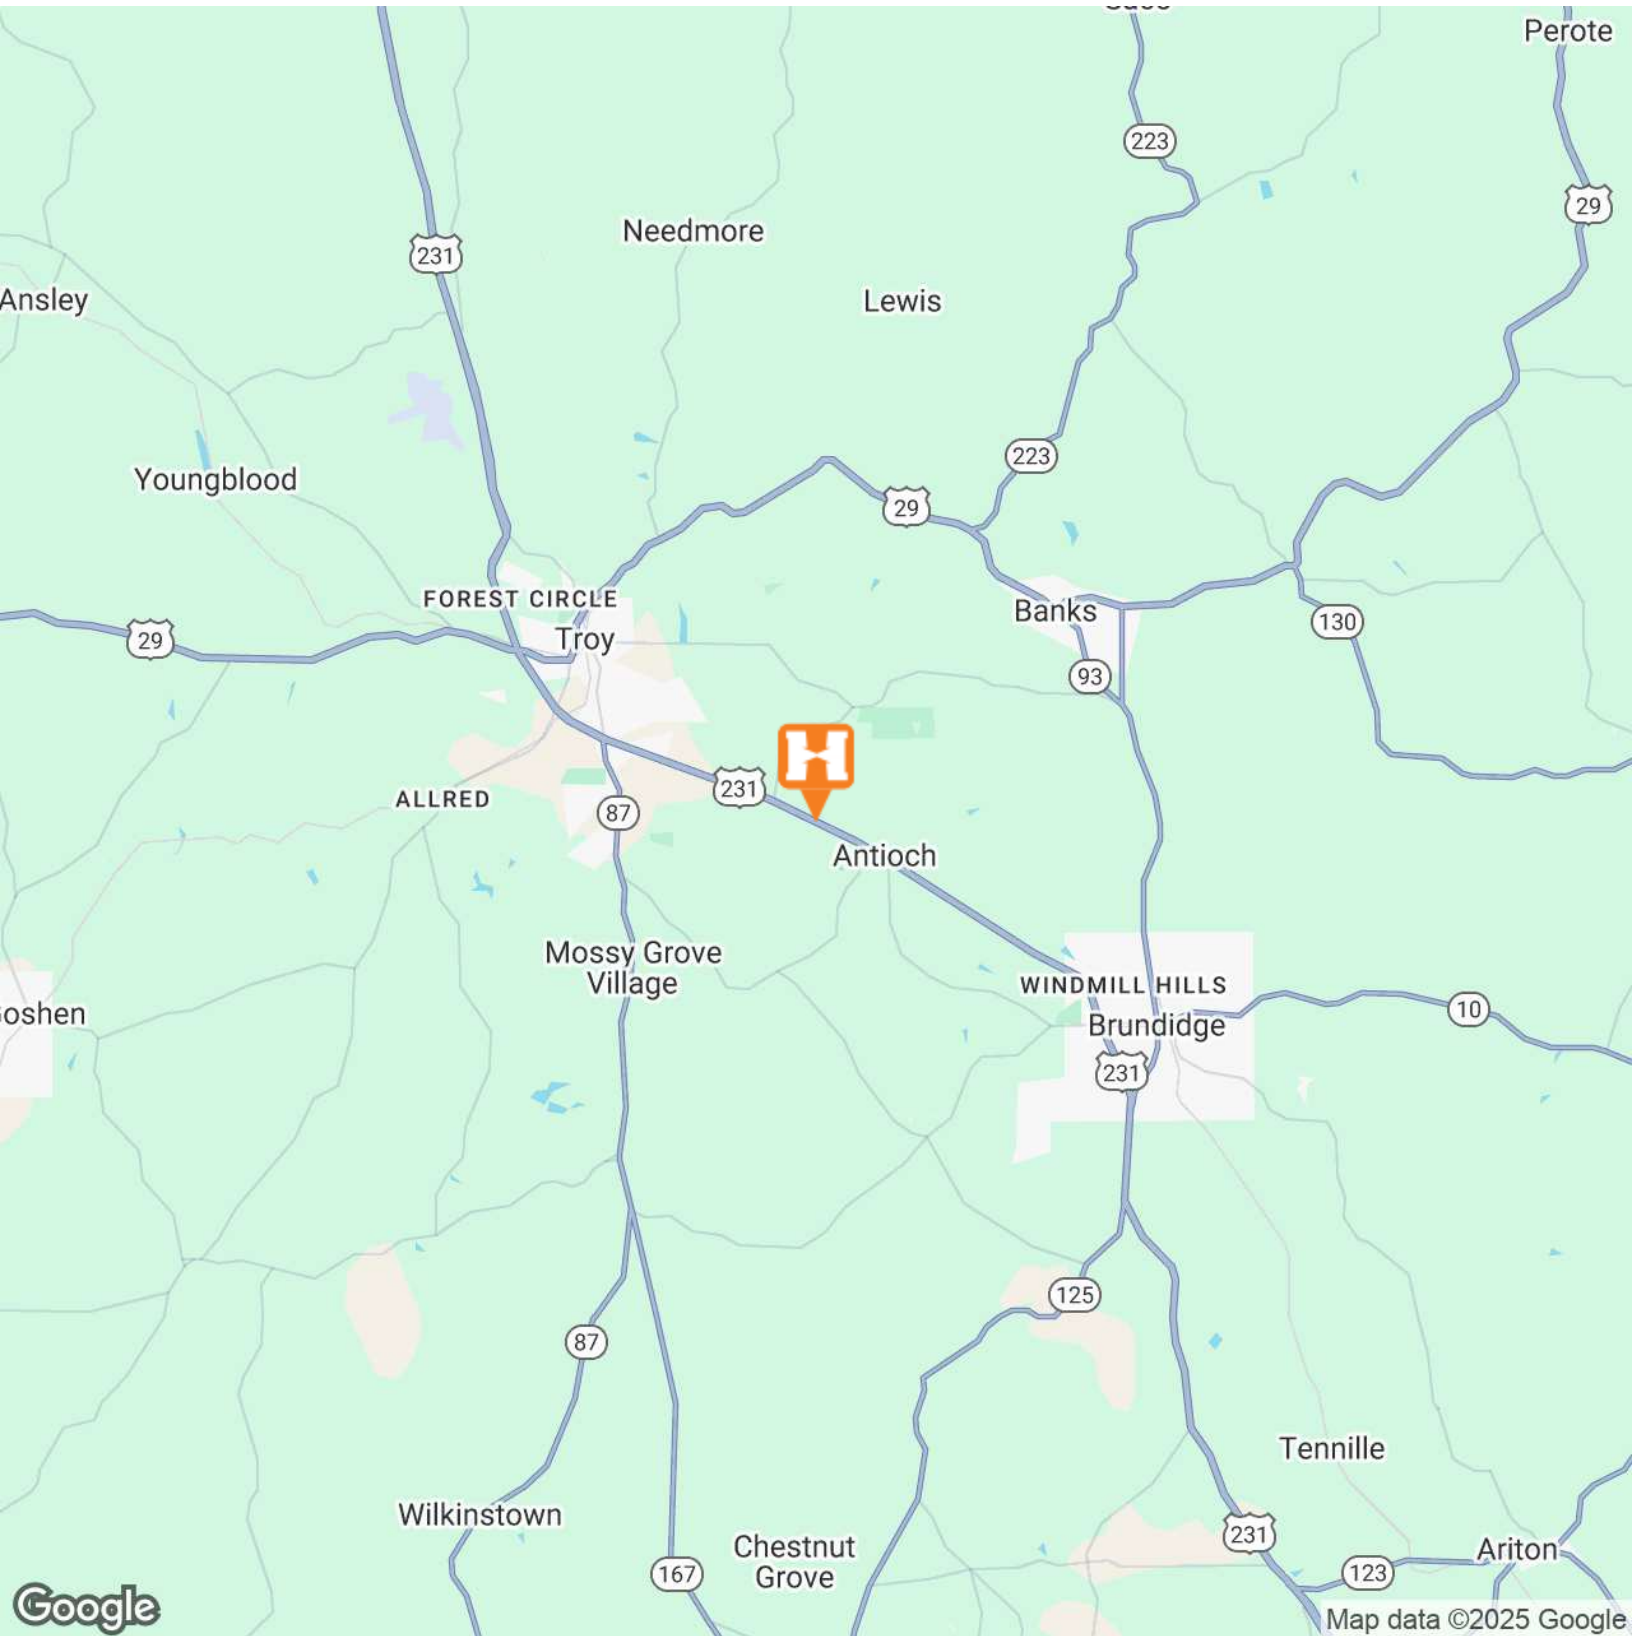 Perote
223
29
231
Needmore
Ansley
Lewis
223
Youngblood
29
FOREST CIRCLE
Troy
Banks
130
29
93
H
231
ALLRED
87
Antioch
Mossy Grove
Village
WINDMILL HILLS
oshen
Brundidge
10
231
125
87
Tennille
Wilkinstown
231
Chestnut
Grove
Ariton
167
123
Google
Map data ©2025 Google